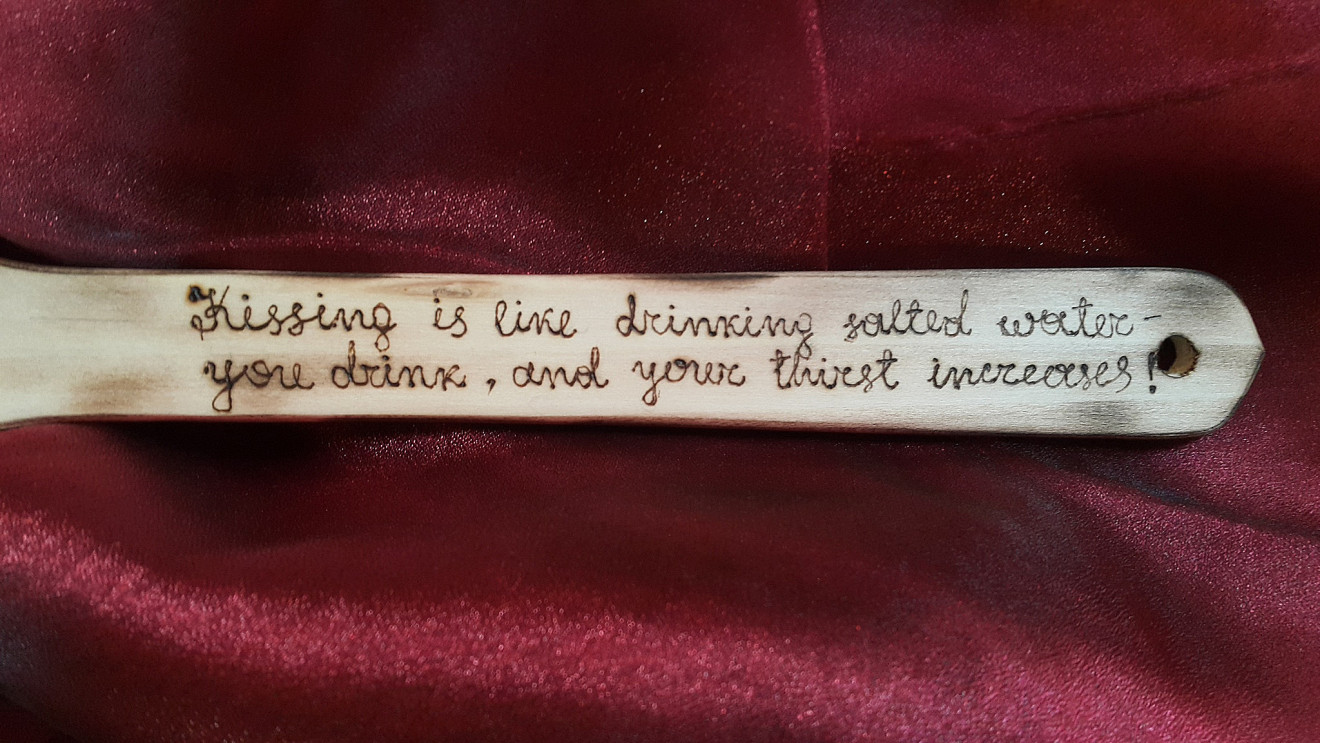 Kissing is like drinking salted water-
you drink, and your thirst increases!